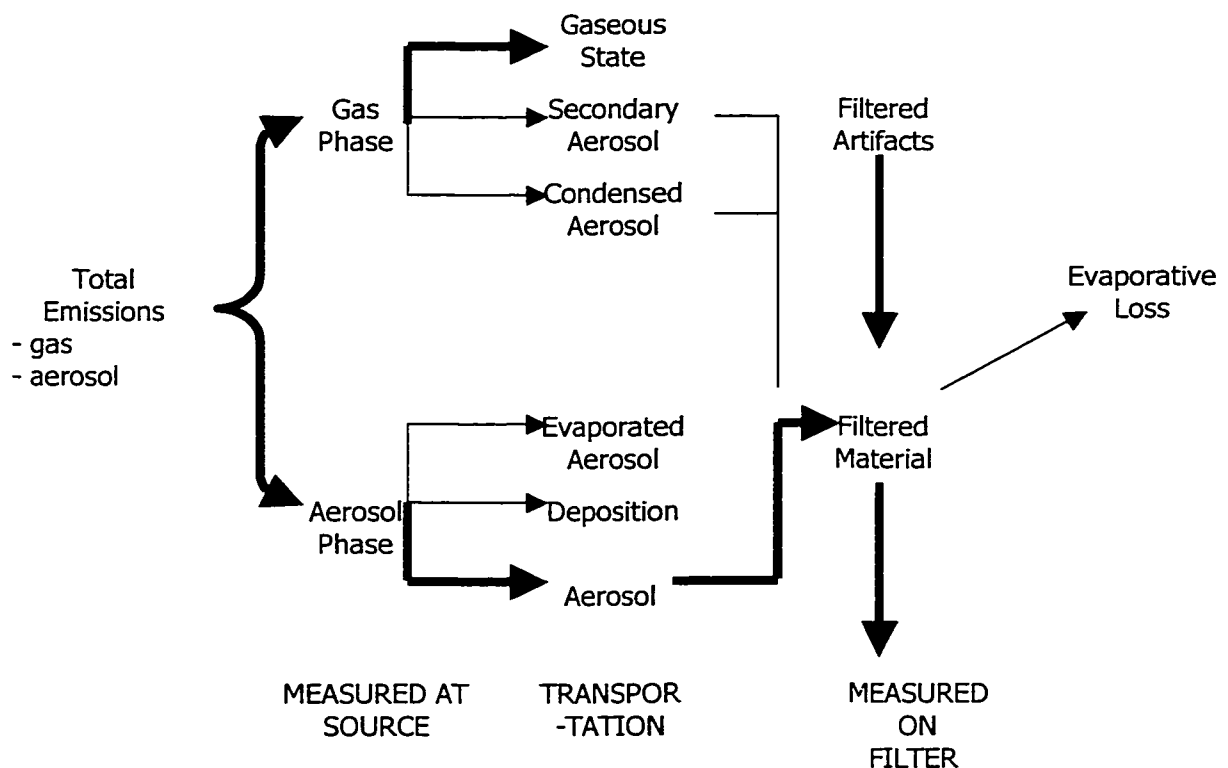 Gaseous
State
Gas
Phase
Secondary
Aerosol
Condensed
Aerosol
Filtered
Artifacts
Total
Emissions
- gas
- aerosol
Evaporative
Loss
Evaporated
Aerosol
Filtered
Material
Aerosol
Phase
Deposition
Aerosol
MEASURED AT
SOURCE
TRANSPOR
-TATION
MEASURED
ON
FILTER